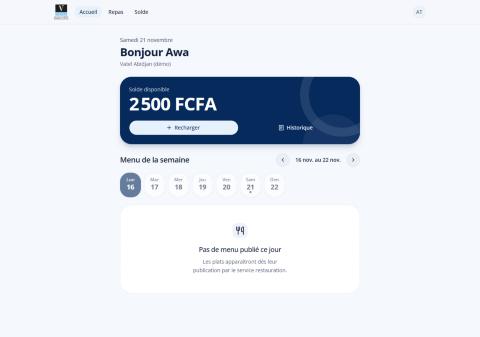 V
Accueil
Repas
Solde
AT
Samedi 21 novembre
Bonjour Awa
Vatel Abidjan (démo)
Solde disponible
2 500 FCFA
+ Recharger
Historique
Menu de la semaine
16 nov. au 22 nov.
Lun
16
Mar
17
Mer
18
Jeu
19
Ven
20
Sam
21
Dim
22
Pas de menu publié ce jour
Les plats apparaîtront dès leur
publication par le service restauration.